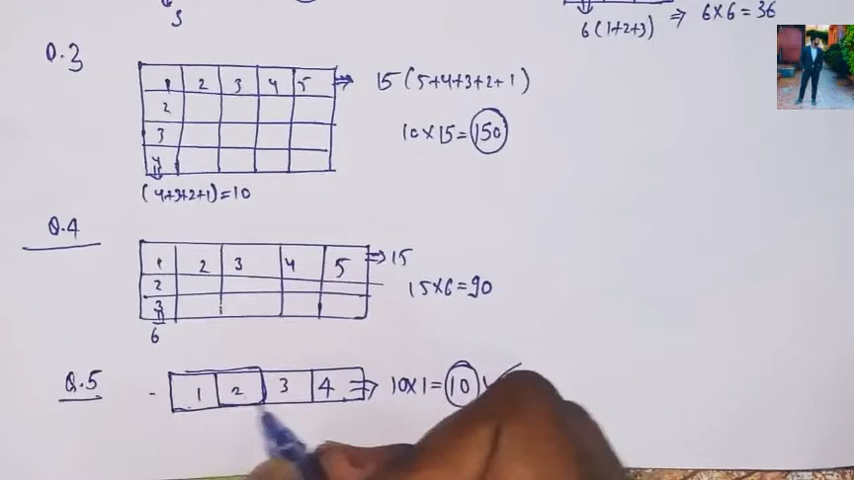 3
6(1+2+3) ⇒ 6×6=36
Q.3
1 2 3 4 5 ⇒ 15(5+4+3+2+1)
2
3
4
10×15=150
(4+3+2+1)=10
Q.4
1 2 3 4 5 ⇒15
2
3
15×6=90
6
Q.5
- 1 2 3 4 ⇒ 10×1=10